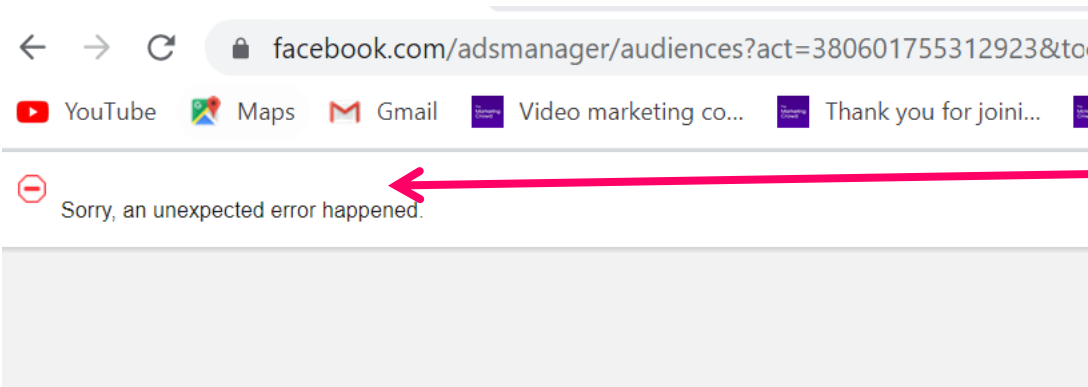 facebook.com/adsmanager/audiences?act=380601755312923&to
YouTube Maps Gmail Video marketing co... Thank you for joini...
Sorry, an unexpected error happened.